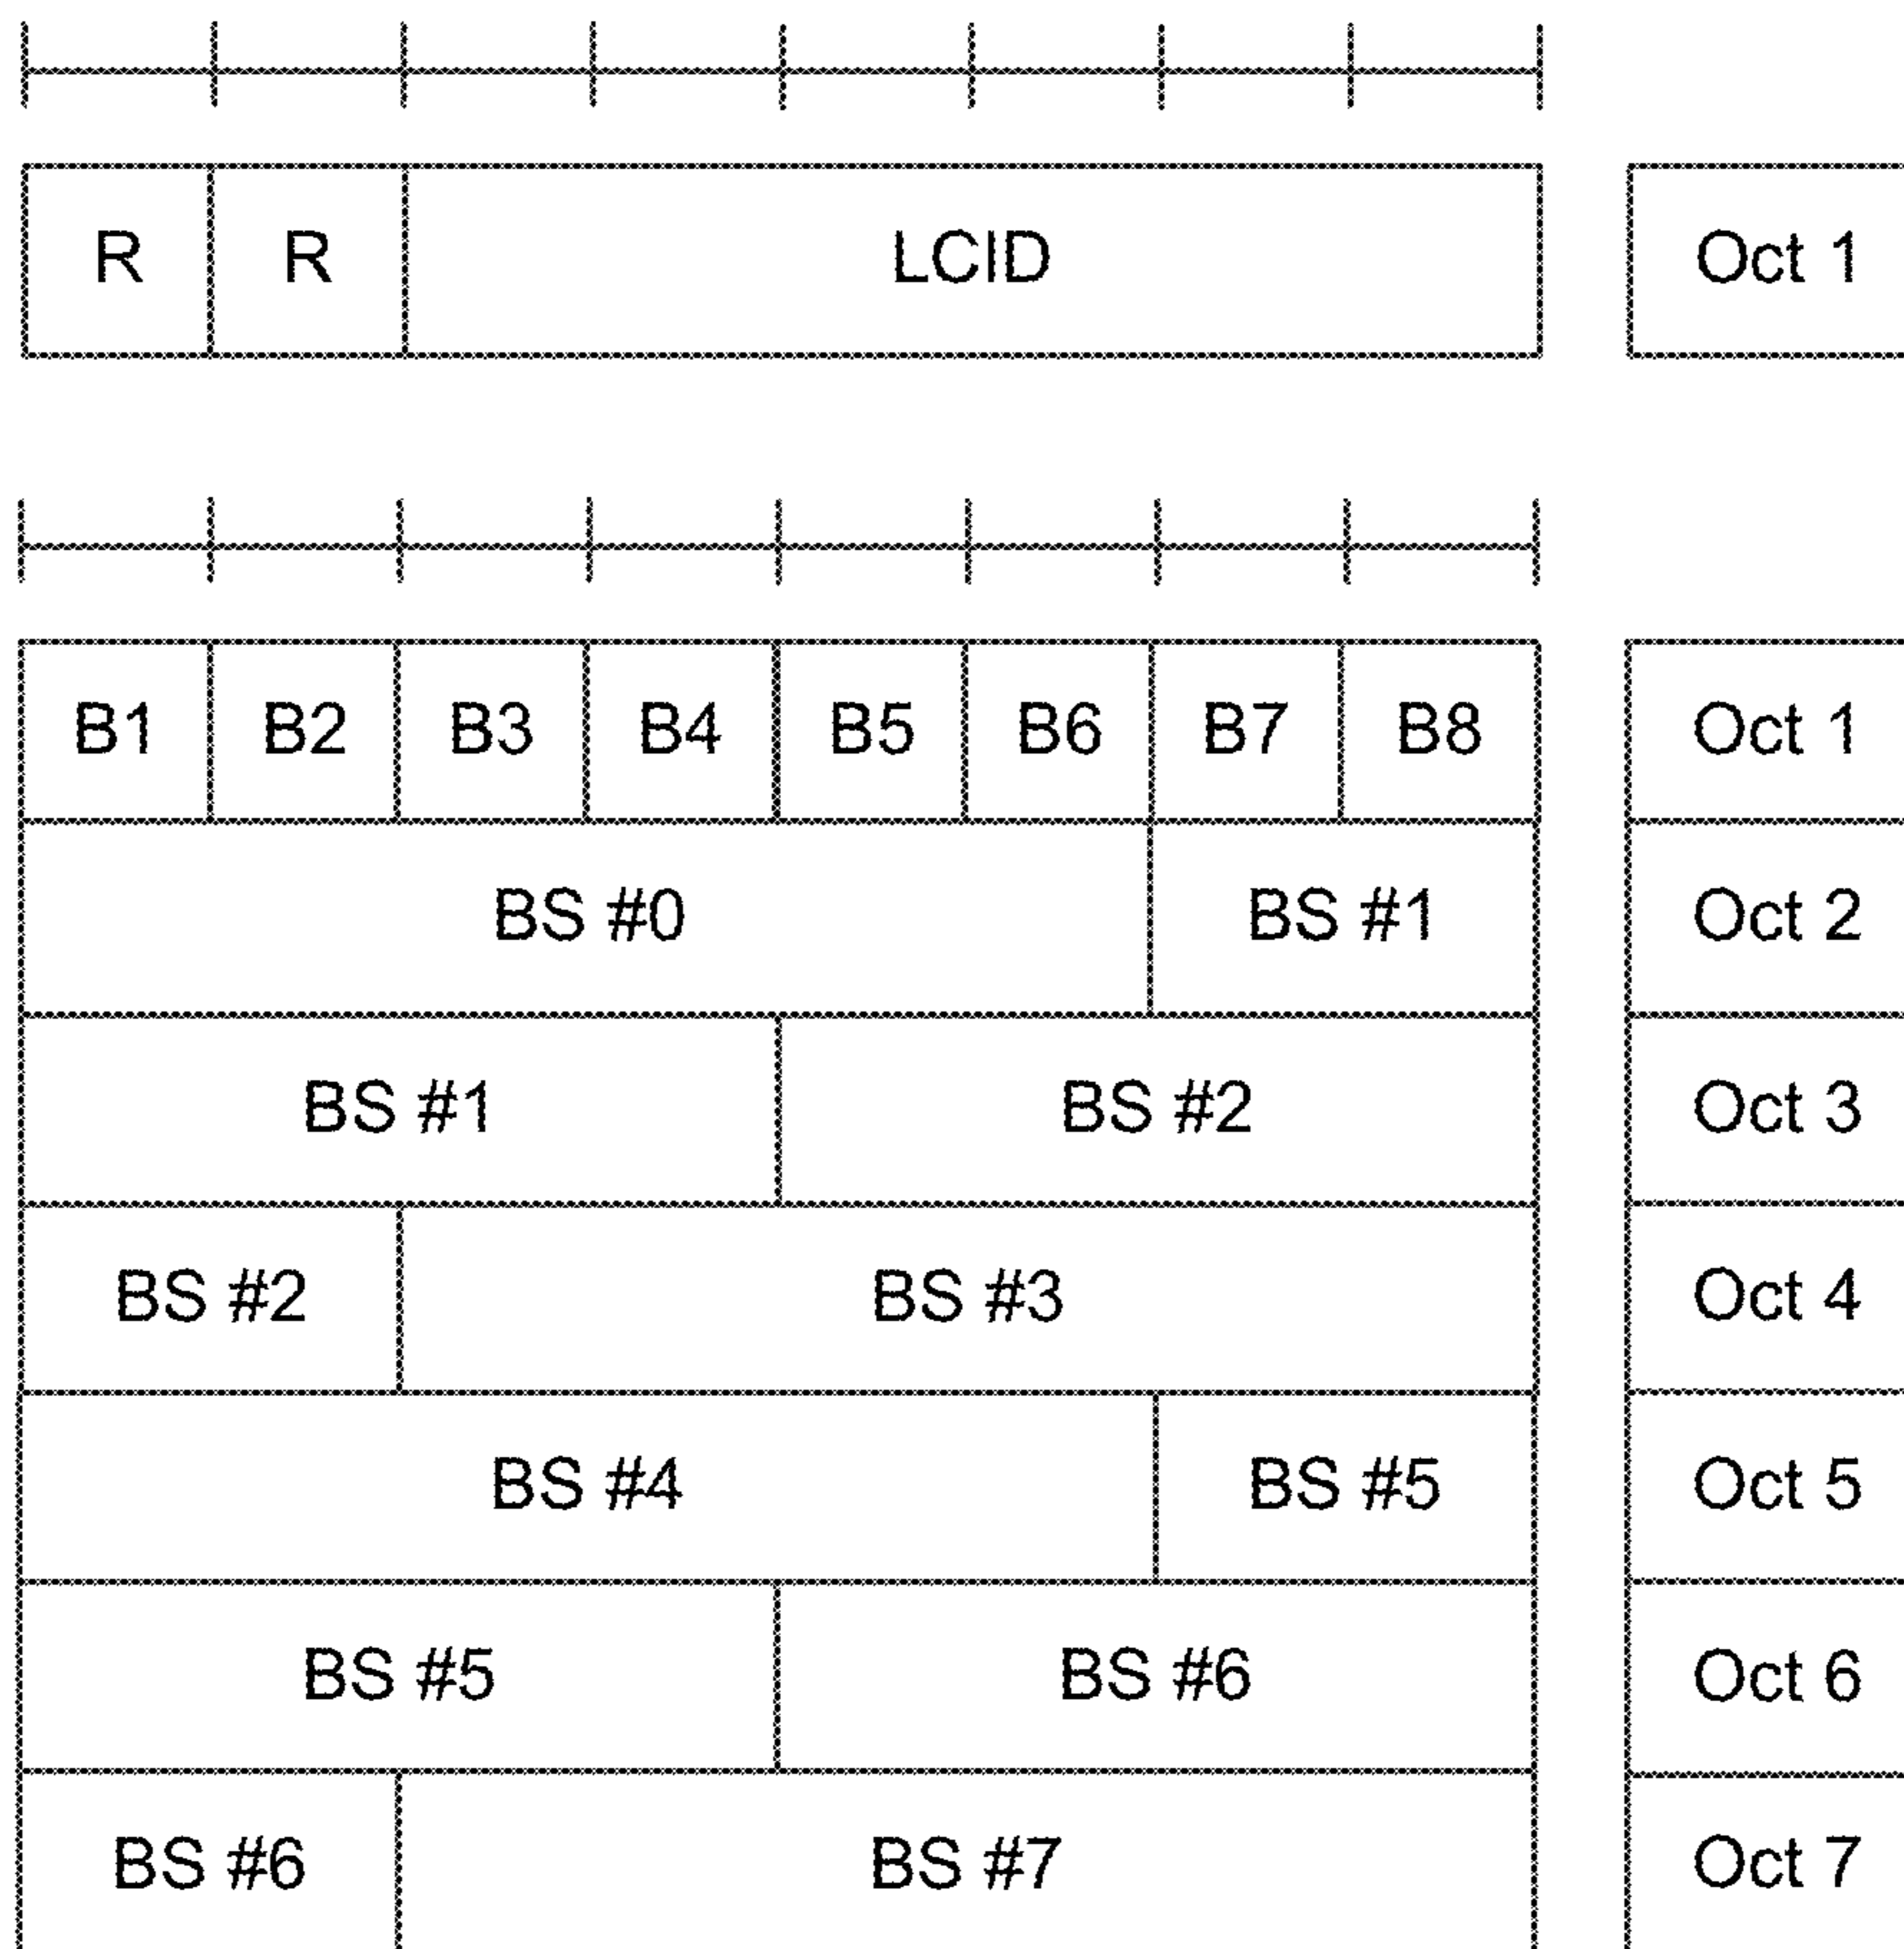 R R LCID Oct 1
B1 B2 B3 B4 B5 B6 B7 B8 Oct 1
BS #0 BS #1 Oct 2
BS #1 BS #2 Oct 3
BS #2 BS #3 Oct 4
BS #4 BS #5 Oct 5
BS #5 BS #6 Oct 6
BS #6 BS #7 Oct 7